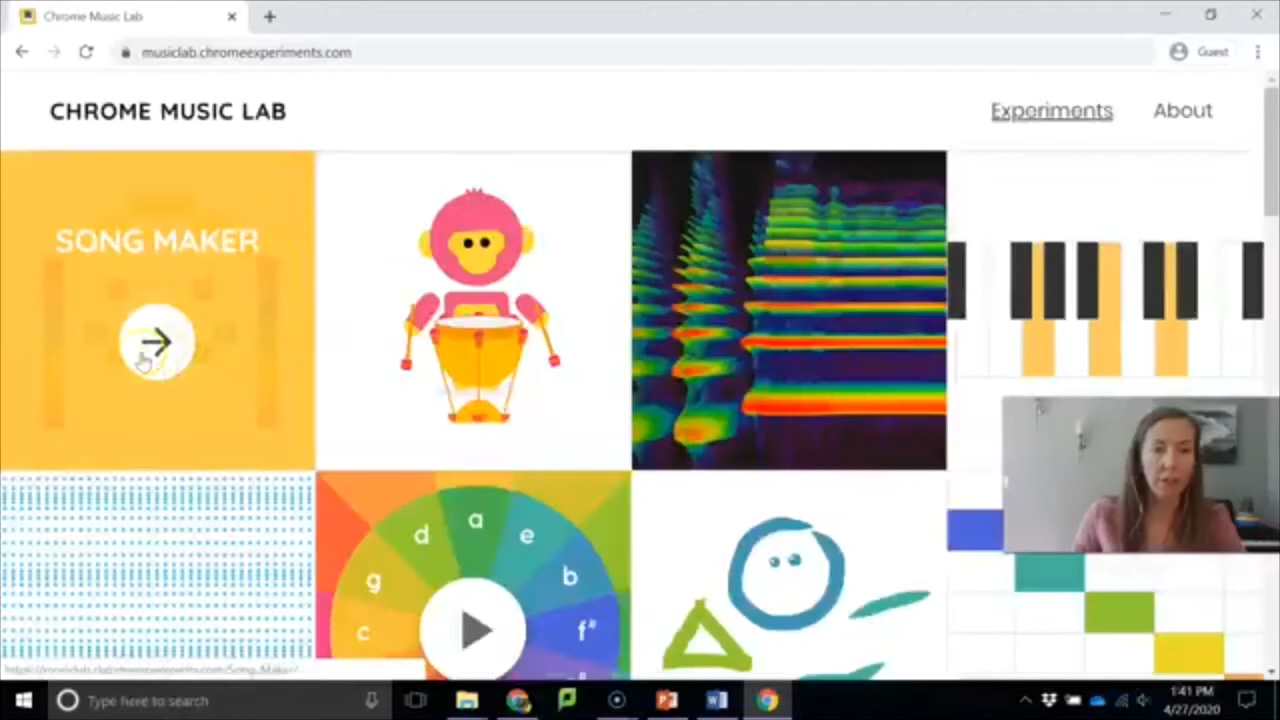 Chrome Music Lab
musiclab.chromeexperiments.com
Guest
CHROME MUSIC LAB
Experiments
About
SONG MAKER
d
a
e
g
b
c
f#
Type here to search
1:41 PM
4/27/2020